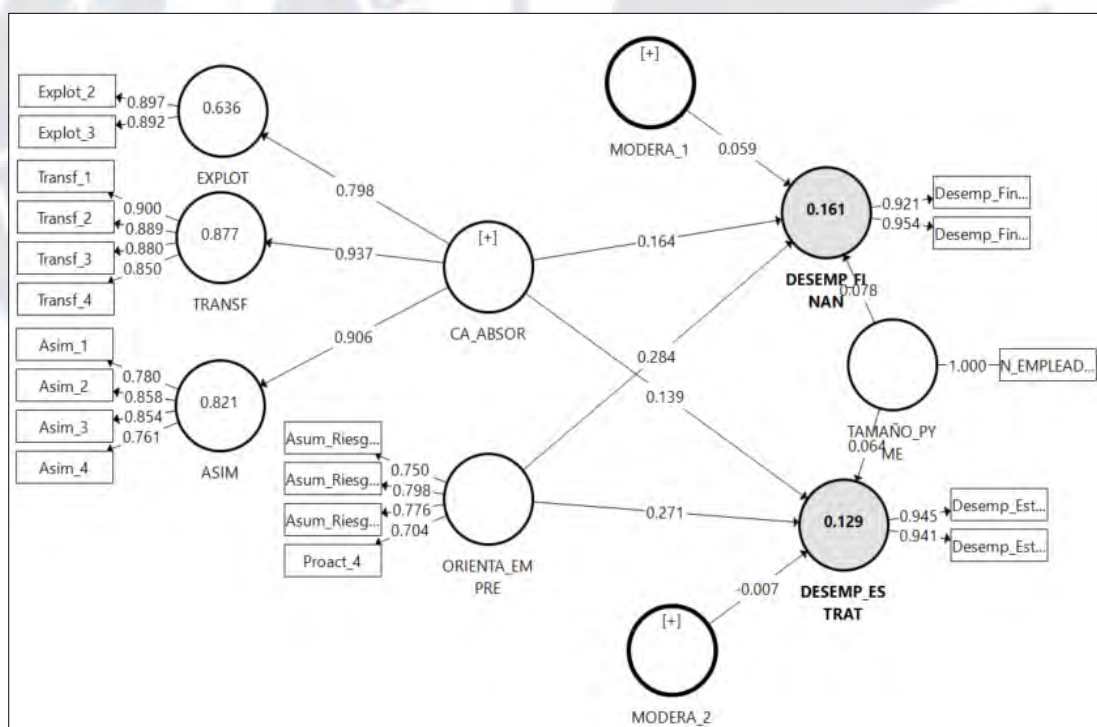 [+]
MODERA_1
0.059
Explot_2
Explot_3
0.897
0.892
0.636
EXPLOT
0.798
Transf_1
Transf_2
Transf_3
Transf_4
0.900
0.889
0.880
0.850
0.877
TRANSF
0.937
Asim_1
Asim_2
Asim_3
Asim_4
0.780
0.858
0.854
0.761
0.821
ASIM
0.906
[+]
CA_ABSOR
0.164
0.139
0.161
DESEMP_FI
NAN
0.921
0.954
Desemp_Fin...
Desemp_Fin...
0.078
1.000
N_EMPLEAD...
TAMAÑO_PY
ME
0.064
Asum_Riesg...
Asum_Riesg...
Asum_Riesg...
Proact_4
0.750
0.798
0.776
0.704
ORIENTA_EM
PRE
0.284
0.271
0.129
DESEMP_ES
TRAT
0.945
0.941
Desemp_Est...
Desemp_Est...
-0.007
[+]
MODERA_2